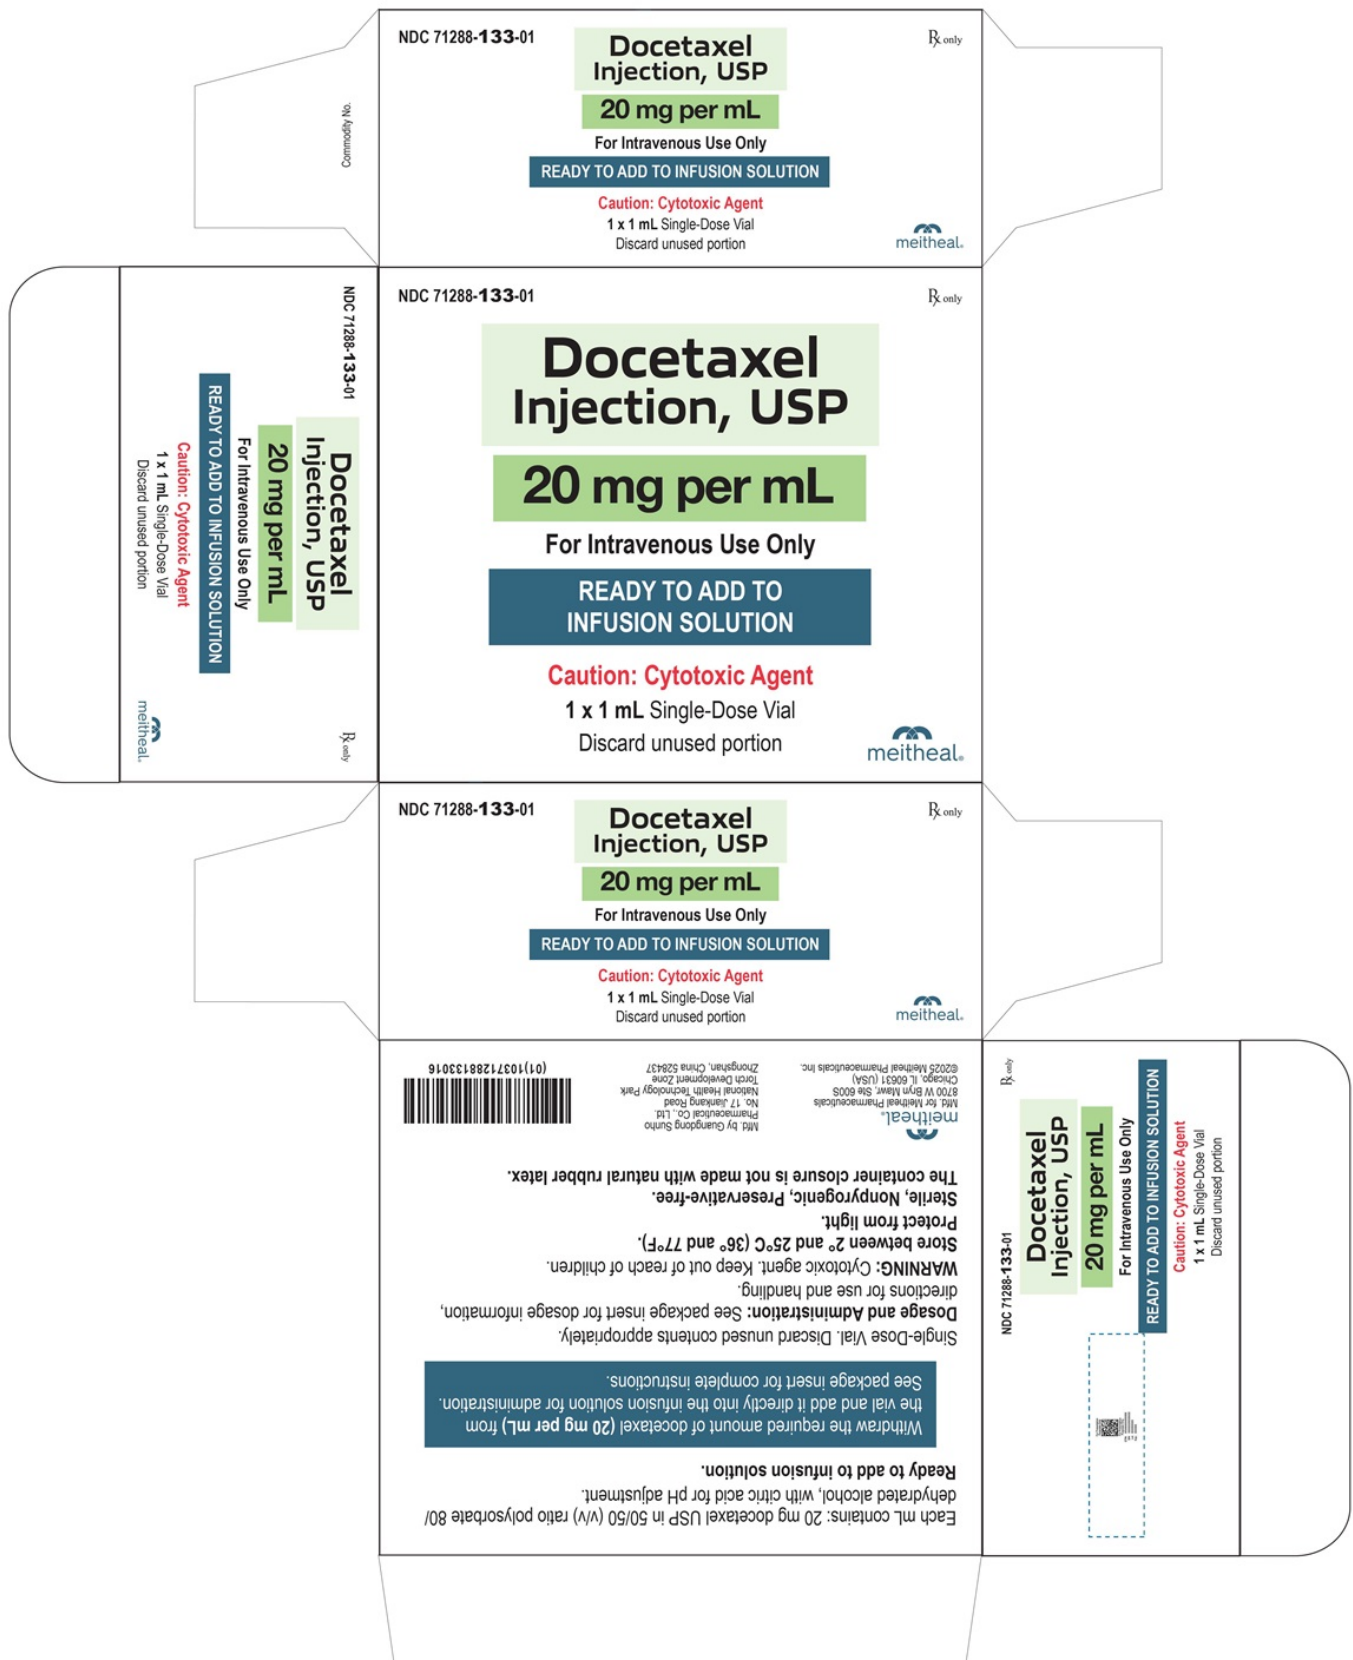 NDC 71288-133-01
Rx only
Docetaxel
Injection, USP
20 mg per mL
For Intravenous Use Only
READY TO ADD TO INFUSION SOLUTION
Caution: Cytotoxic Agent
1 x 1 mL Single-Dose Vial
Discard unused portion
meitheal®
Commodity No.
NDC 71288-133-01
Rx only
Docetaxel
Injection, USP
20 mg per mL
For Intravenous Use Only
READY TO ADD TO INFUSION SOLUTION
Caution: Cytotoxic Agent
1 x 1 mL Single-Dose Vial
Discard unused portion
meitheal®
NDC 71288-133-01
Rx only
Docetaxel
Injection, USP
20 mg per mL
For Intravenous Use Only
READY TO ADD TO
INFUSION SOLUTION
Caution: Cytotoxic Agent
1 x 1 mL Single-Dose Vial
Discard unused portion
meitheal®
NDC 71288-133-01
Rx only
Docetaxel
Injection, USP
20 mg per mL
For Intravenous Use Only
READY TO ADD TO INFUSION SOLUTION
Caution: Cytotoxic Agent
1 x 1 mL Single-Dose Vial
Discard unused portion
meitheal®
Each mL contains: 20 mg docetaxel USP in 50/50 (v/v) ratio polysorbate 80/
dehydrated alcohol, with citric acid for pH adjustment.
Ready to add to infusion solution.
Withdraw the required amount of docetaxel (20 mg per mL) from
the vial and add it directly into the infusion solution for administration.
See package insert for complete instructions.
Single-Dose Vial. Discard unused contents appropriately.
Dosage and Administration: See package insert for dosage information,
directions for use and handling.
WARNING: Cytotoxic agent. Keep out of reach of children.
Store between 2° and 25°C (36° and 77°F).
Protect from light.
Sterile, Nonpyrogenic, Preservative-free.
The container closure is not made with natural rubber latex.
meitheal®
Mfd. for Meitheal Pharmaceuticals
8700 W Bryn Mawr, Ste 600S
Chicago, IL 60631 (USA)
©2025 Meitheal Pharmaceuticals Inc.
Mfd. by Guangdong Sunho
Pharmaceutical Co., Ltd.
No. 17 Jiankang Road
National Health Technology Park
Torch Development Zone
Zhongshan, China 528437
(01)10371288133016
NDC 71288-133-01
Rx only
Docetaxel
Injection, USP
20 mg per mL
For Intravenous Use Only
READY TO ADD TO INFUSION SOLUTION
Caution: Cytotoxic Agent
1 x 1 mL Single-Dose Vial
Discard unused portion